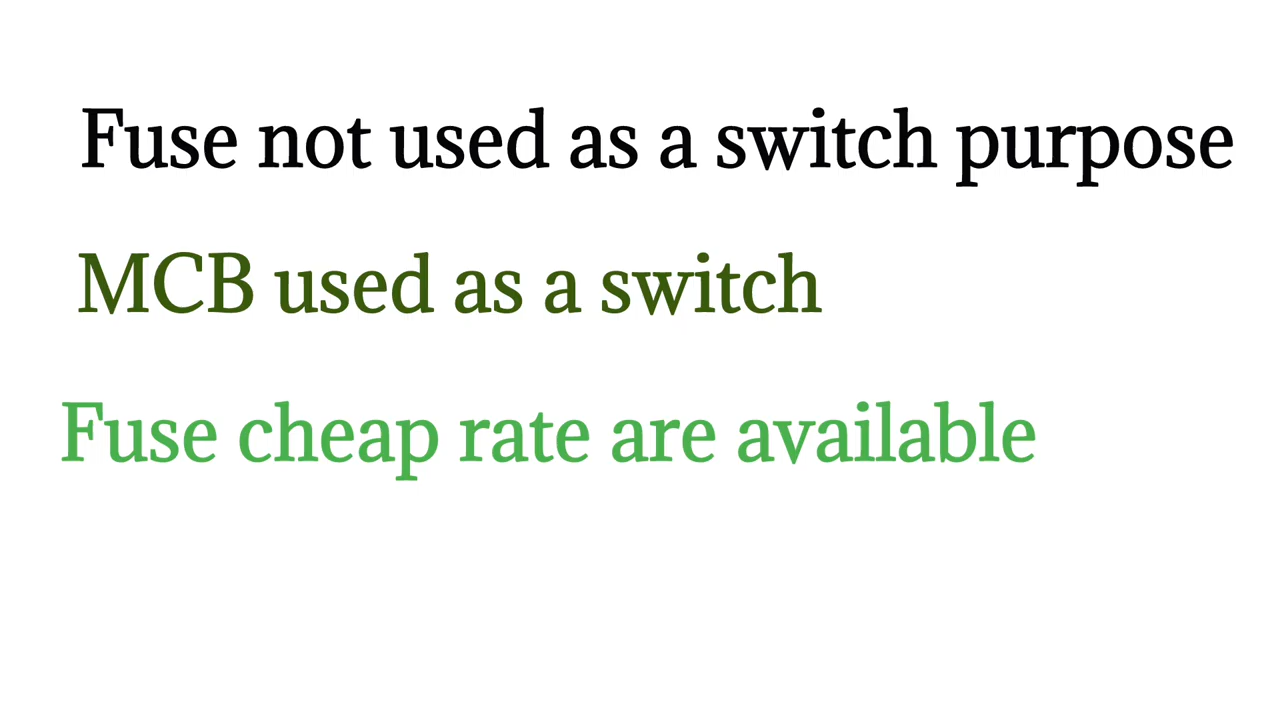 Fuse not used as a switch purpose
MCB used as a switch
Fuse cheap rate are available